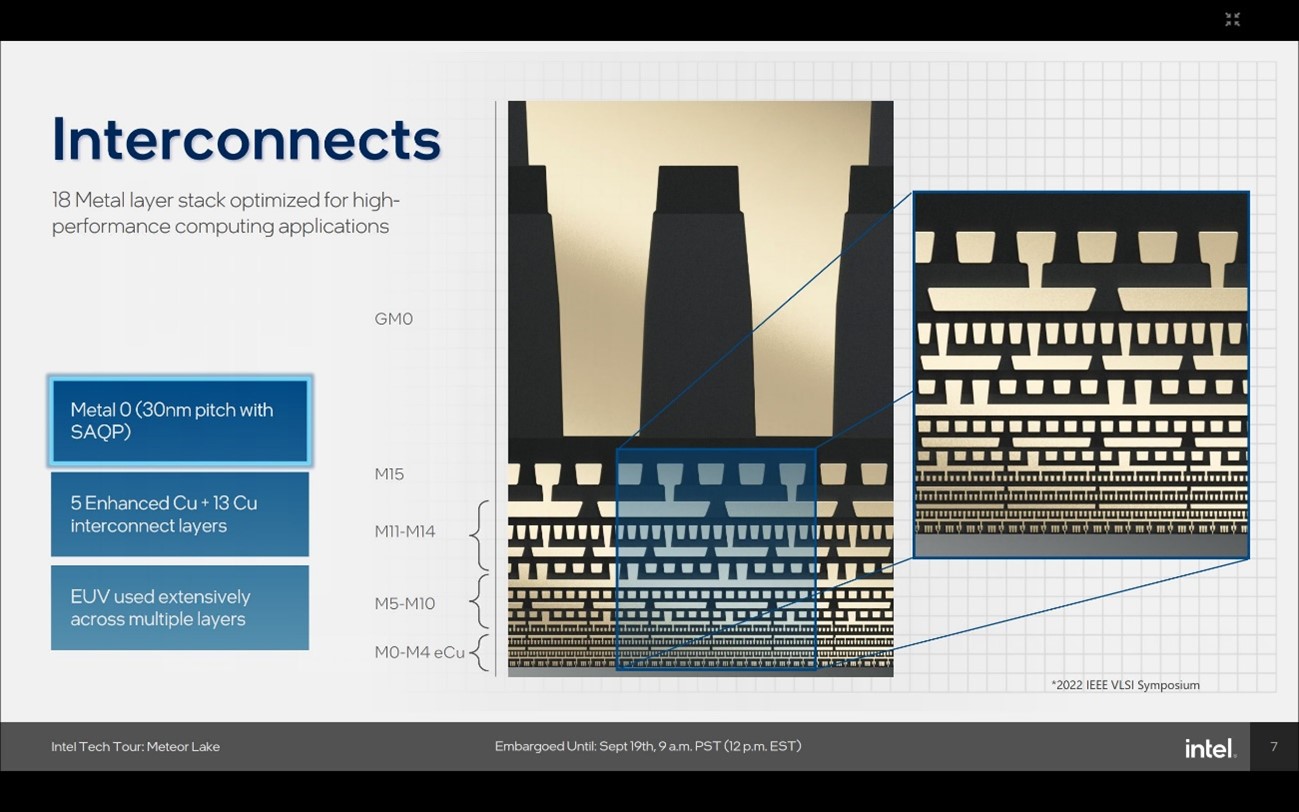 Interconnects
18 Metal layer stack optimized for high-
performance computing applications
Metal 0 (30nm pitch with
SAQP)
5 Enhanced Cu + 13 Cu
interconnect layers
EUV used extensively
across multiple layers
GM0
M15
M11-M14
M5-M10
M0-M4 eCu
*2022 IEEE VLSI Symposium
Intel Tech Tour: Meteor Lake
Embargoed Until: Sept 19th, 9 a.m. PST (12 p.m. EST)
intel.
7